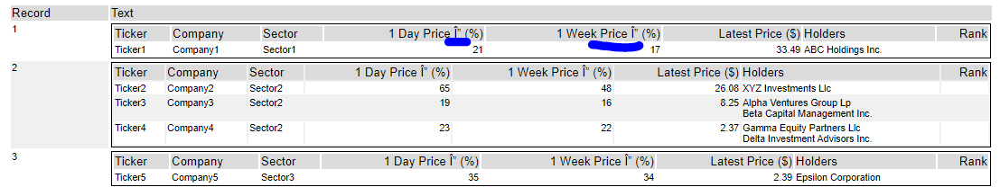 Record Text
1
Ticker Company Sector 1 Day Price Δ (%) 1 Week Price Δ (%) Latest Price ($) Holders Rank
Ticker1 Company1 Sector1 21 17 33.49 ABC Holdings Inc.
2
Ticker Company Sector 1 Day Price Δ (%) 1 Week Price Δ (%) Latest Price ($) Holders Rank
Ticker2 Company2 Sector2 65 48 26.08 XYZ Investments Llc
Ticker3 Company3 Sector2 19 16 8.25 Alpha Ventures Group Lp
Beta Capital Management Inc.
Ticker4 Company4 Sector2 23 22 2.37 Gamma Equity Partners Llc
Delta Investment Advisors Inc.
3
Ticker Company Sector 1 Day Price Δ (%) 1 Week Price Δ (%) Latest Price ($) Holders Rank
Ticker5 Company5 Sector3 35 34 2.39 Epsilon Corporation